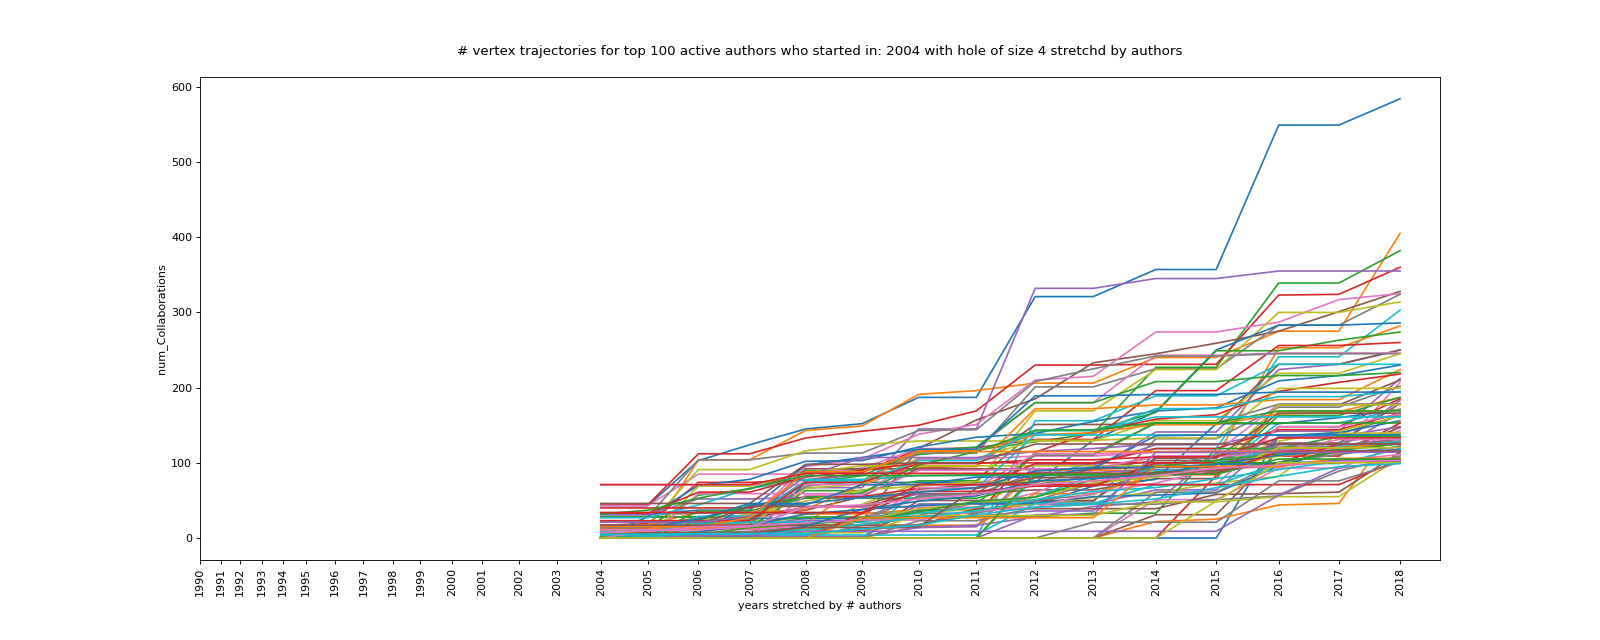 # vertex trajectories for top 100 active authors who started in: 2004 with hole of size 4 stretchd by authors
num_Collaborations
600
500
400
300
200
100
0
1990 1991 1992 1993 1994 1995 1996 1997 1998 1999 2000 2001 2002 2003 2004 2005 2006 2007 2008 2009 2010 2011 2012 2013 2014 2015 2016 2017 2018
years stretched by # authors